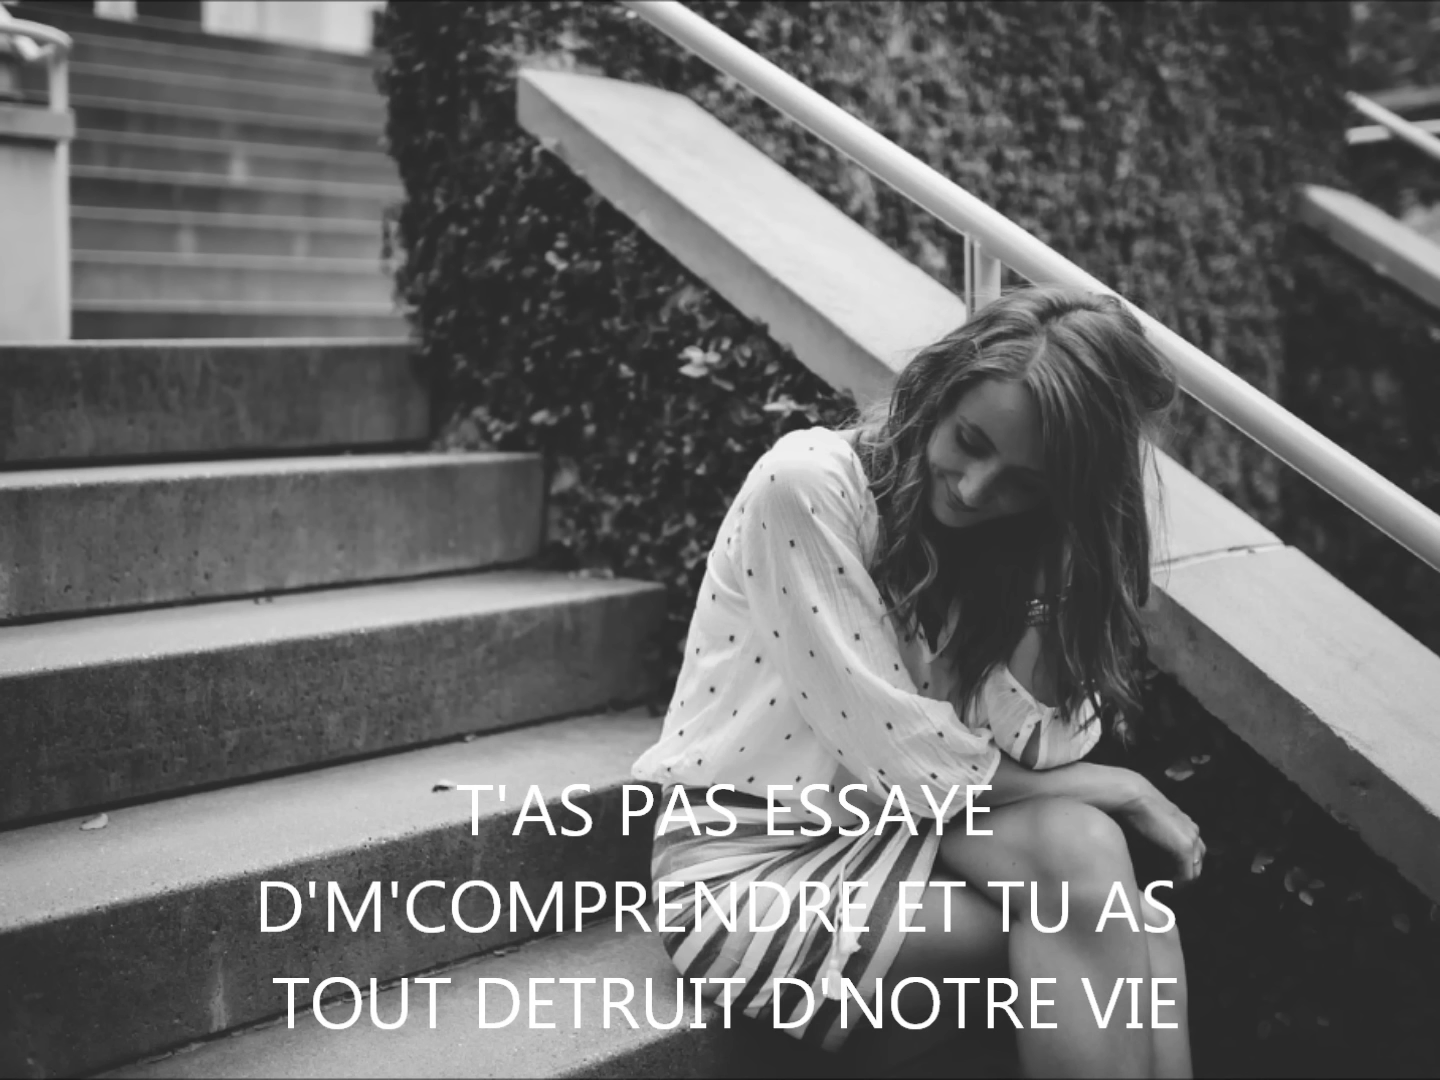 T'AS PAS ESSAYE
D'M'COMPRENDRE ET TU AS
TOUT DETRUIT D'NOTRE VIE